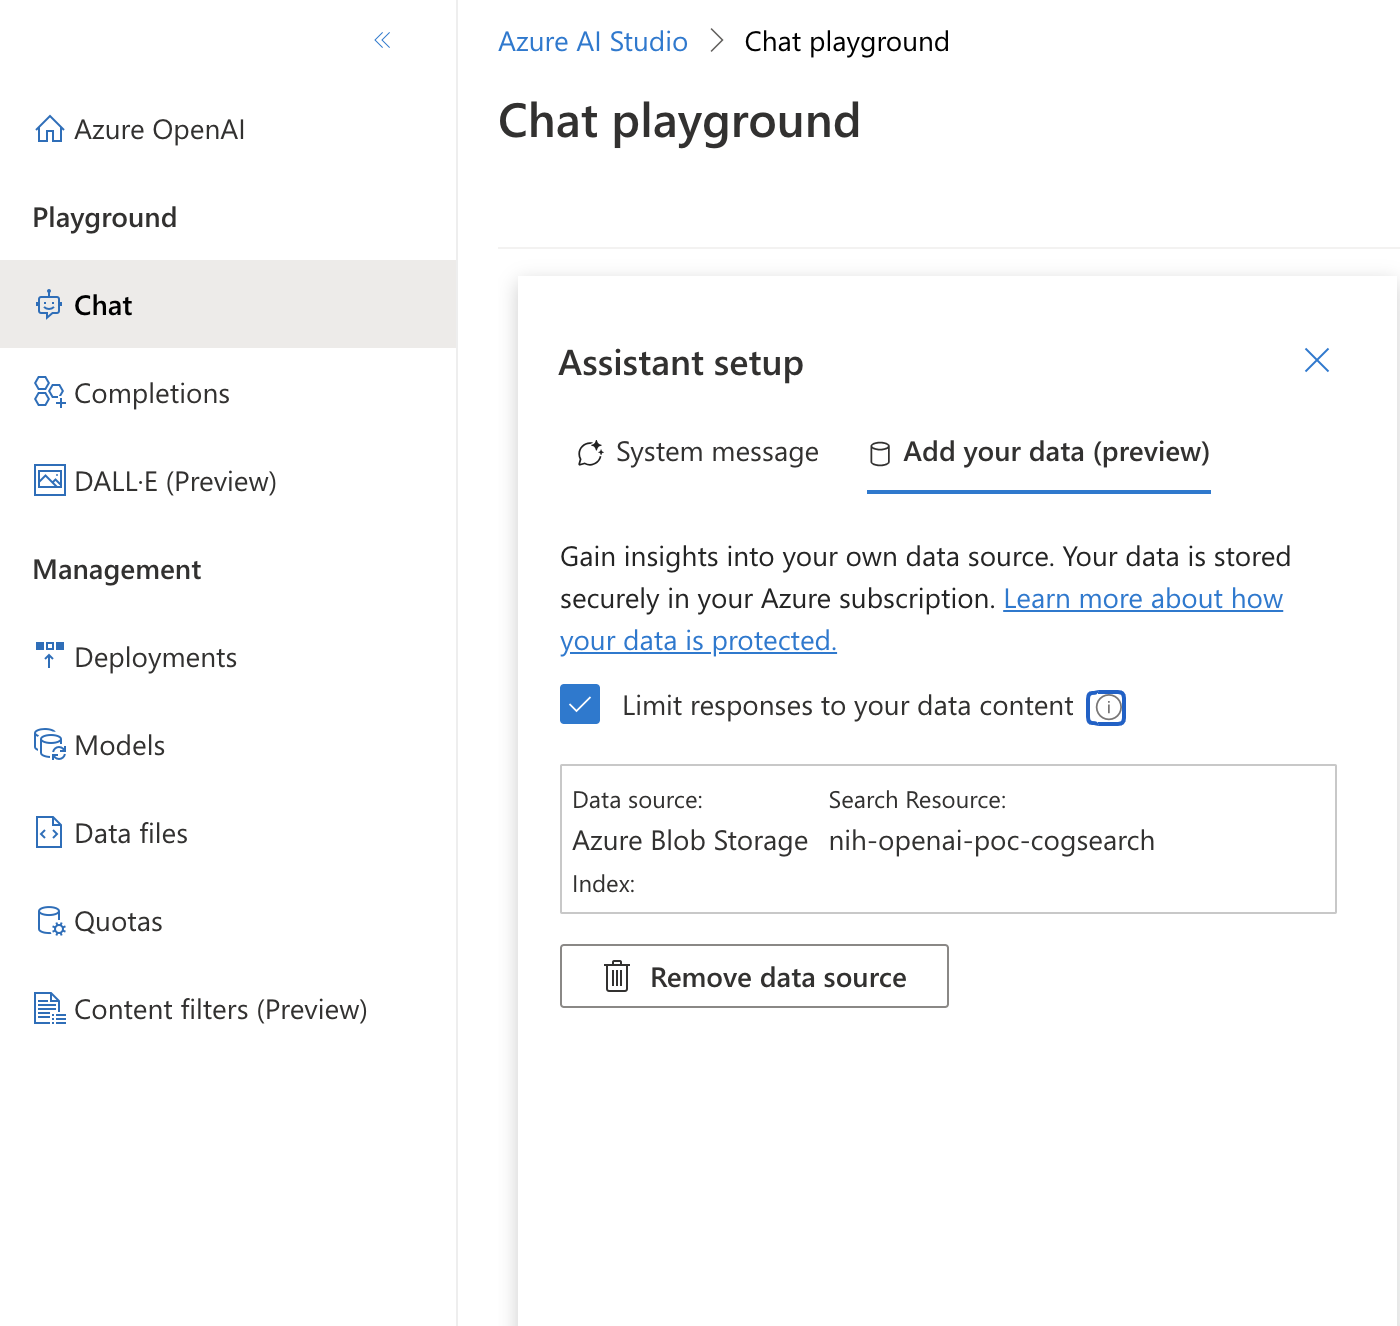 Azure OpenAI
Playground
Chat
Completions
DALL·E (Preview)
Management
Deployments
Models
Data files
Quotas
Content filters (Preview)
Azure AI Studio > Chat playground
Chat playground
Assistant setup
System message Add your data (preview)
Gain insights into your own data source. Your data is stored
securely in your Azure subscription. Learn more about how
your data is protected.
Limit responses to your data content
Data source: Search Resource:
Azure Blob Storage nih-openai-poc-cogsearch
Index:
Remove data source